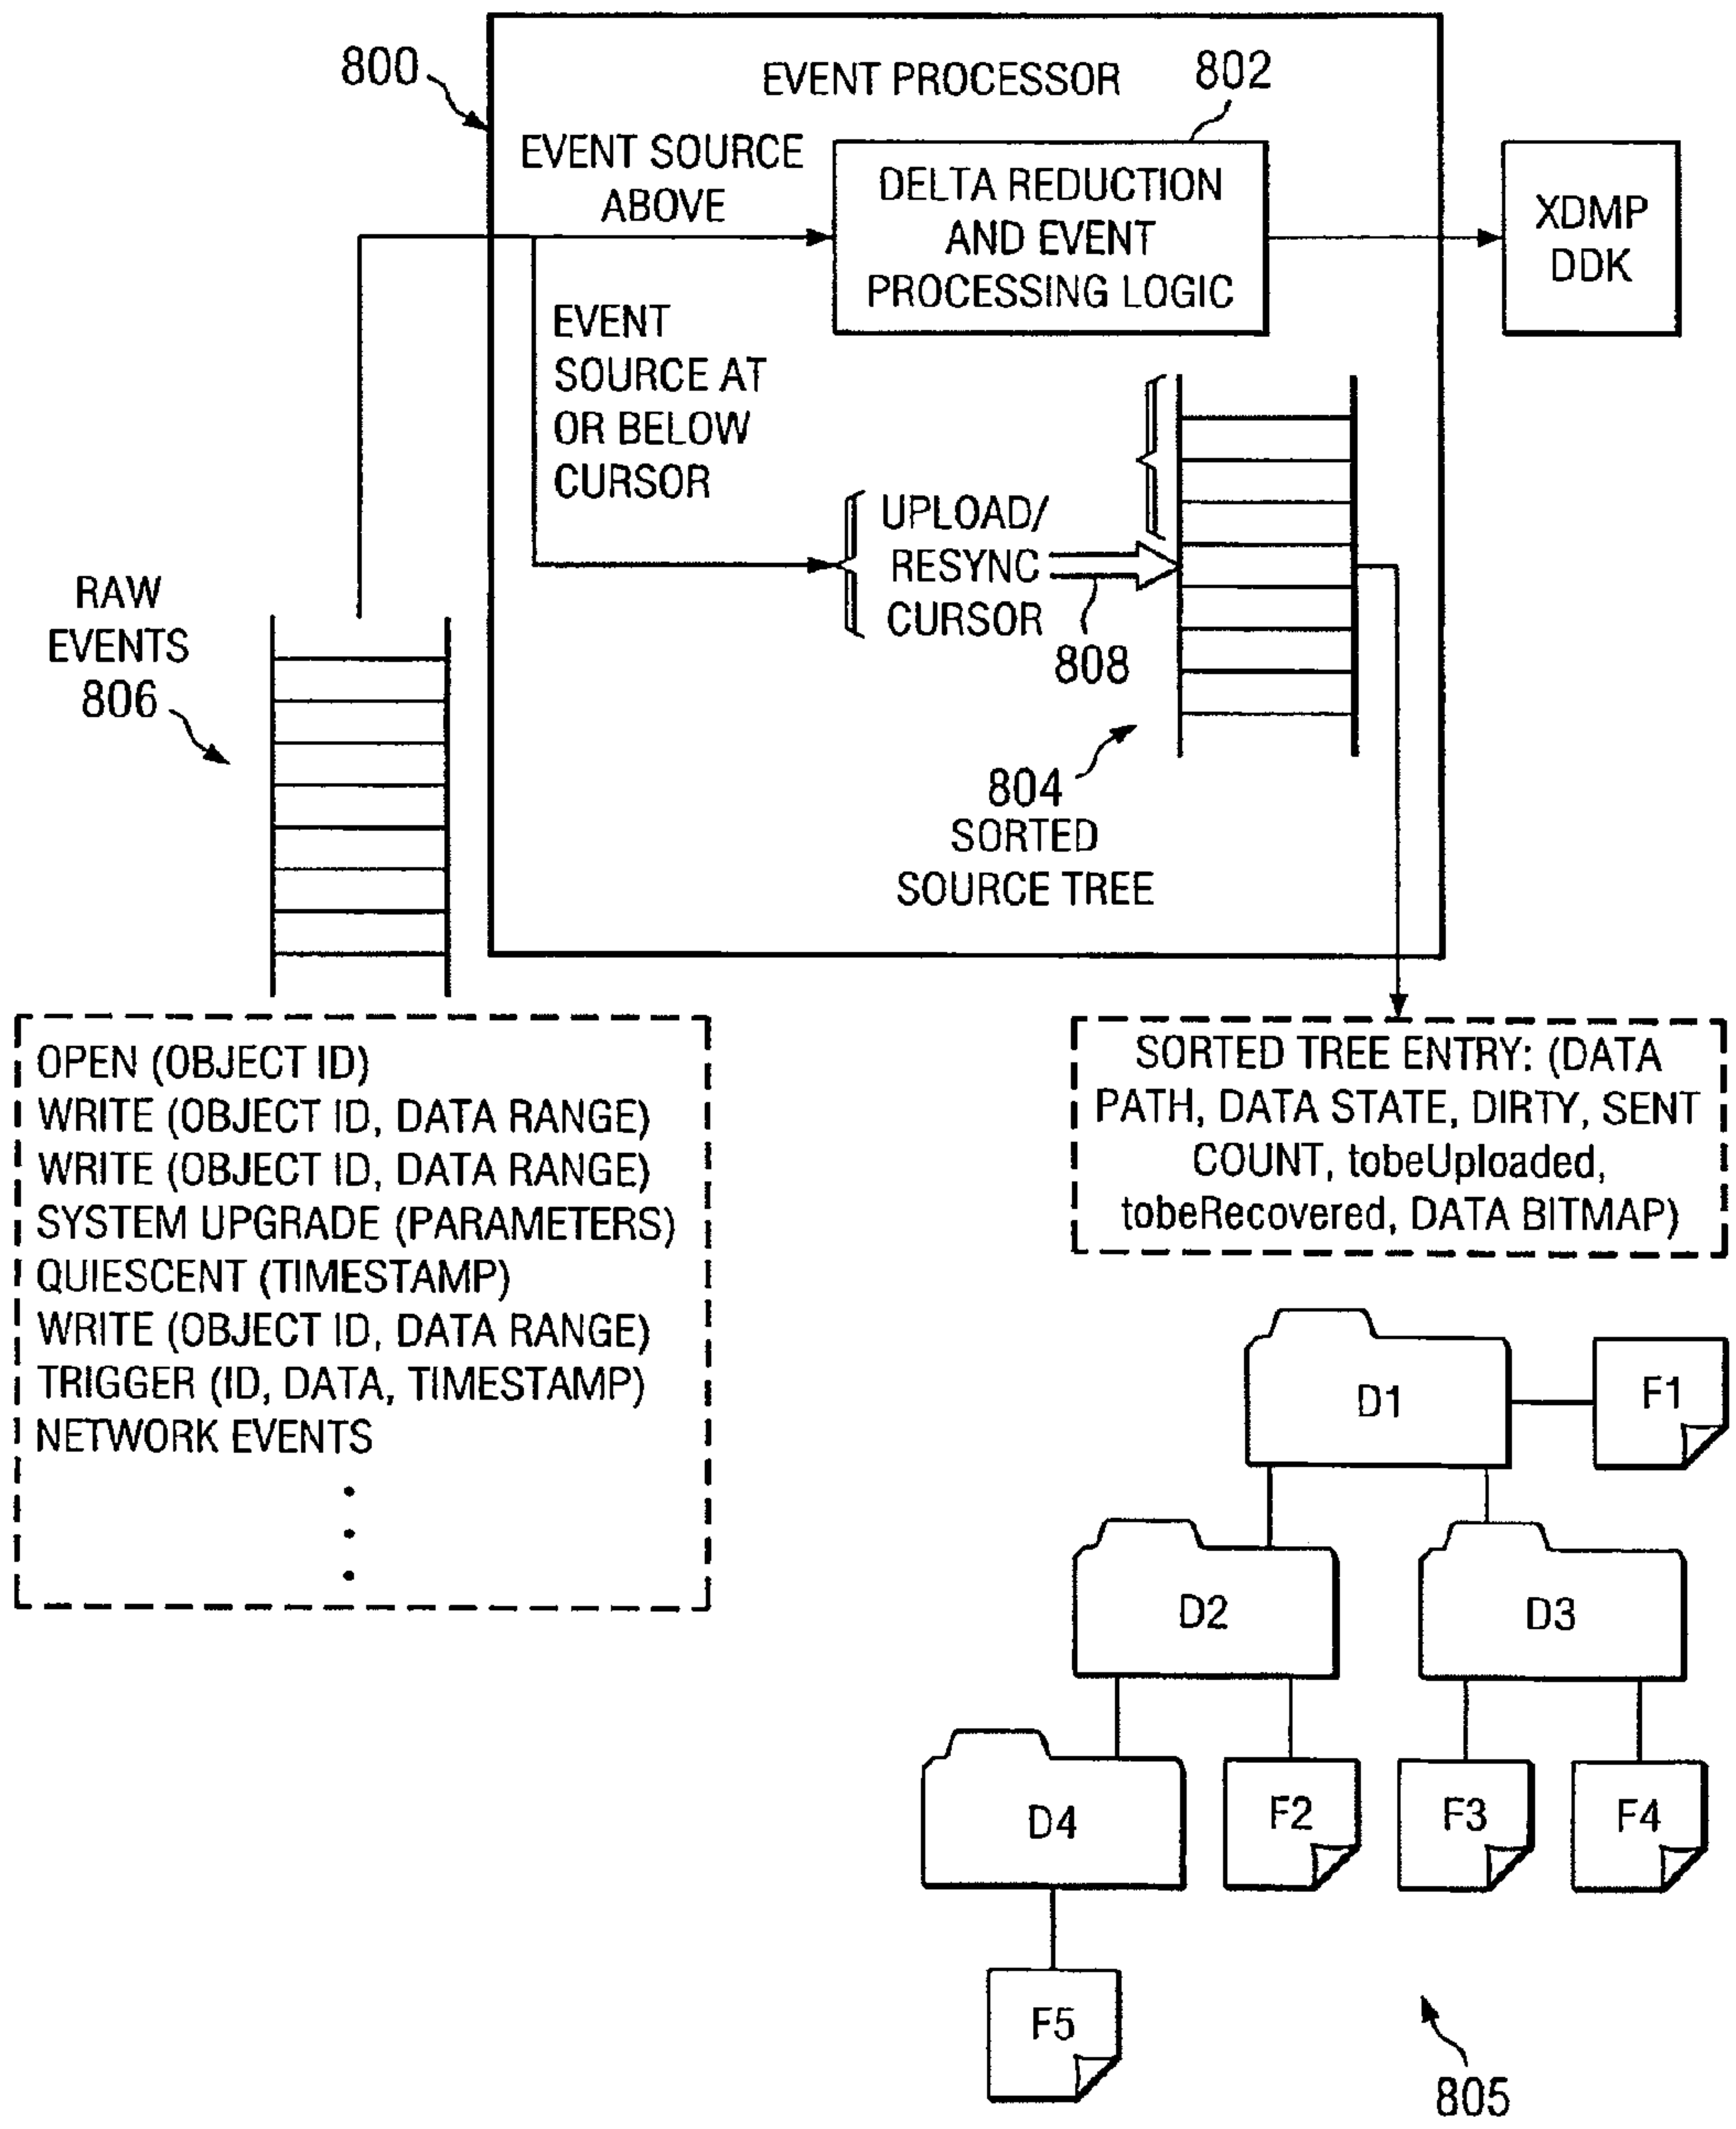 800
EVENT PROCESSOR
802
EVENT SOURCE
ABOVE
DELTA REDUCTION
AND EVENT
PROCESSING LOGIC
XDMP
DDK
EVENT
SOURCE AT
OR BELOW
CURSOR
UPLOAD/
RESYNC
CURSOR
808
RAW
EVENTS
806
804
SORTED
SOURCE TREE
OPEN (OBJECT ID)
WRITE (OBJECT ID, DATA RANGE)
WRITE (OBJECT ID, DATA RANGE)
SYSTEM UPGRADE (PARAMETERS)
QUIESCENT (TIMESTAMP)
WRITE (OBJECT ID, DATA RANGE)
TRIGGER (ID, DATA, TIMESTAMP)
NETWORK EVENTS
SORTED TREE ENTRY: (DATA
PATH, DATA STATE, DIRTY, SENT
COUNT, tobeUploaded,
tobeRecovered, DATA BITMAP)
D1
F1
D2
D3
D4
F2
F3
F4
F5
805